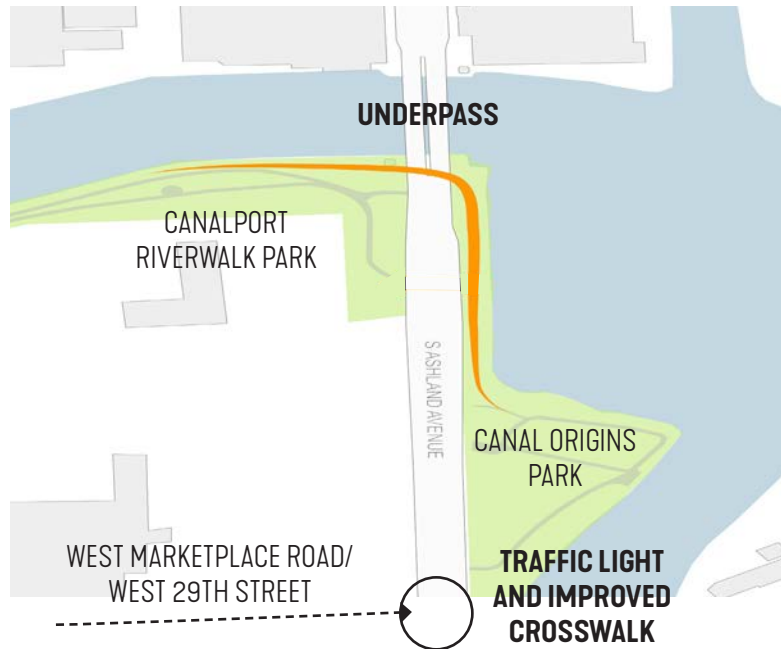 UNDERPASS
CANALPORT
RIVERWALK PARK
S ASHLAND AVENUE
CANAL ORIGINS
PARK
WEST MARKETPLACE ROAD/
WEST 29TH STREET
TRAFFIC LIGHT
AND IMPROVED
CROSSWALK